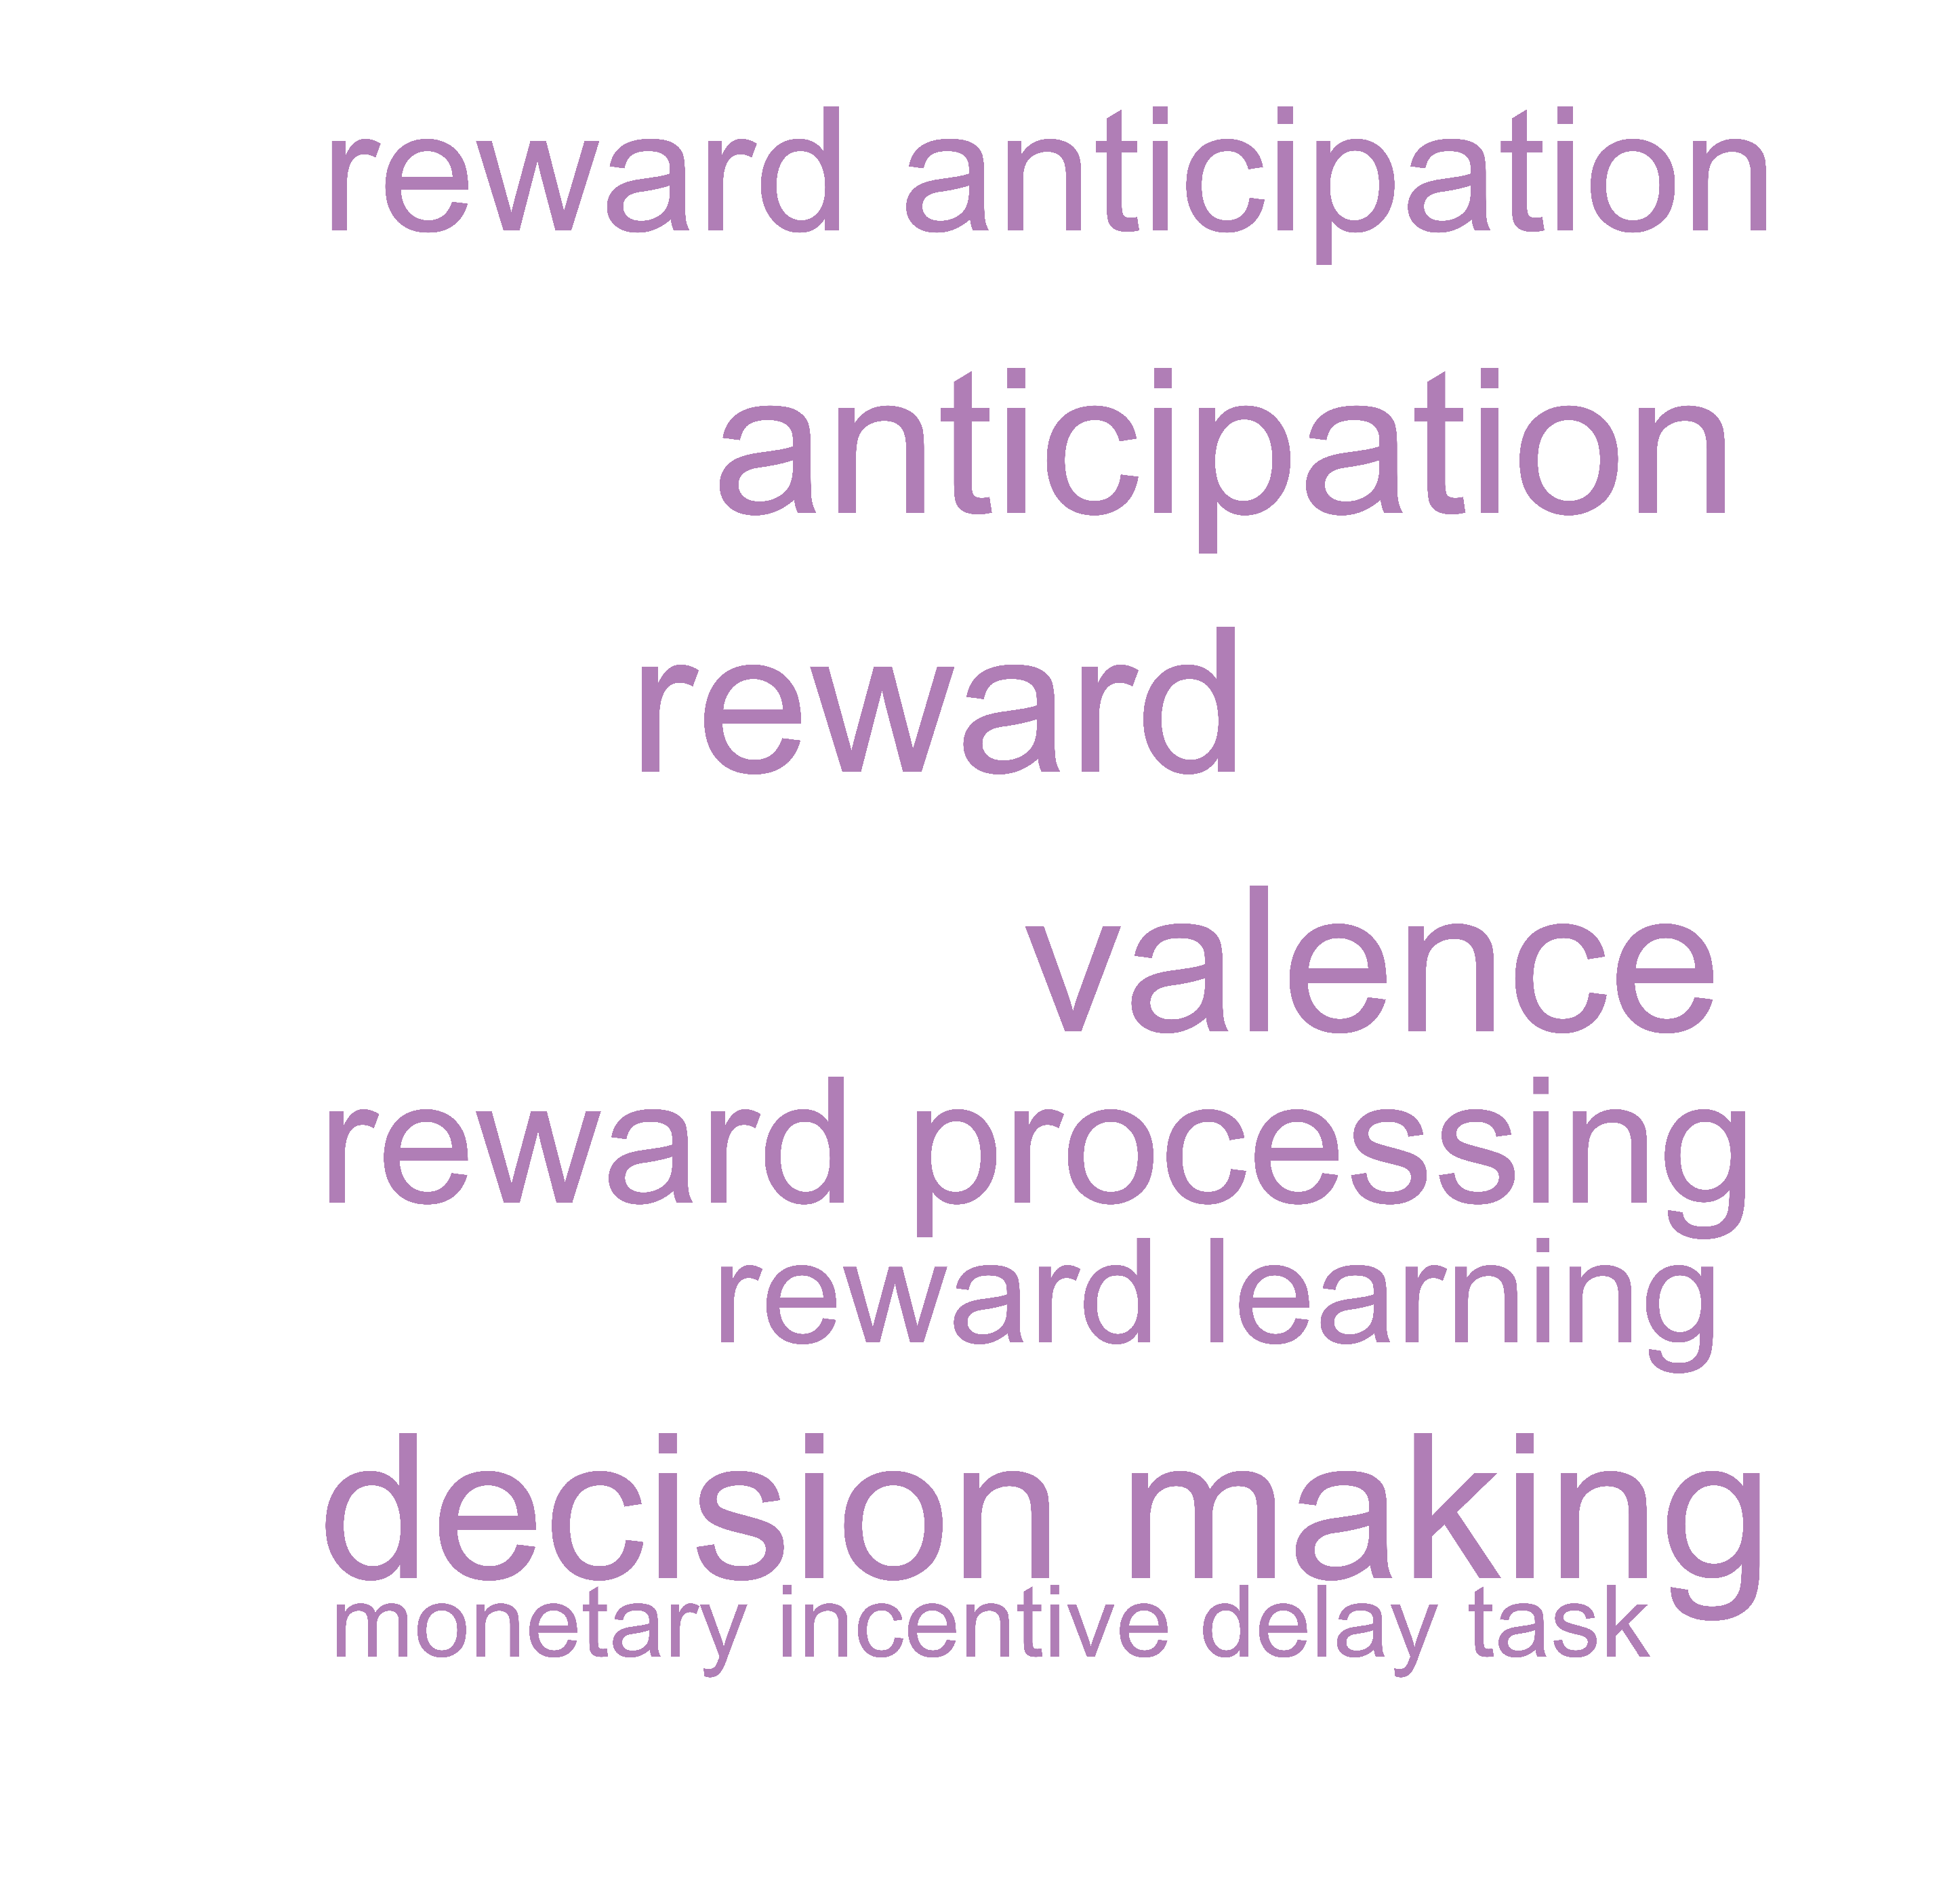 reward anticipation
anticipation
reward
valence
reward processing
reward learning
decision making
monetary incentive delay task